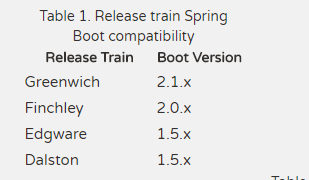 Table 1. Release train Spring
Boot compatibility
Release Train Boot Version
Greenwich 2.1.x
Finchley 2.0.x
Edgware 1.5.x
Dalston 1.5.x